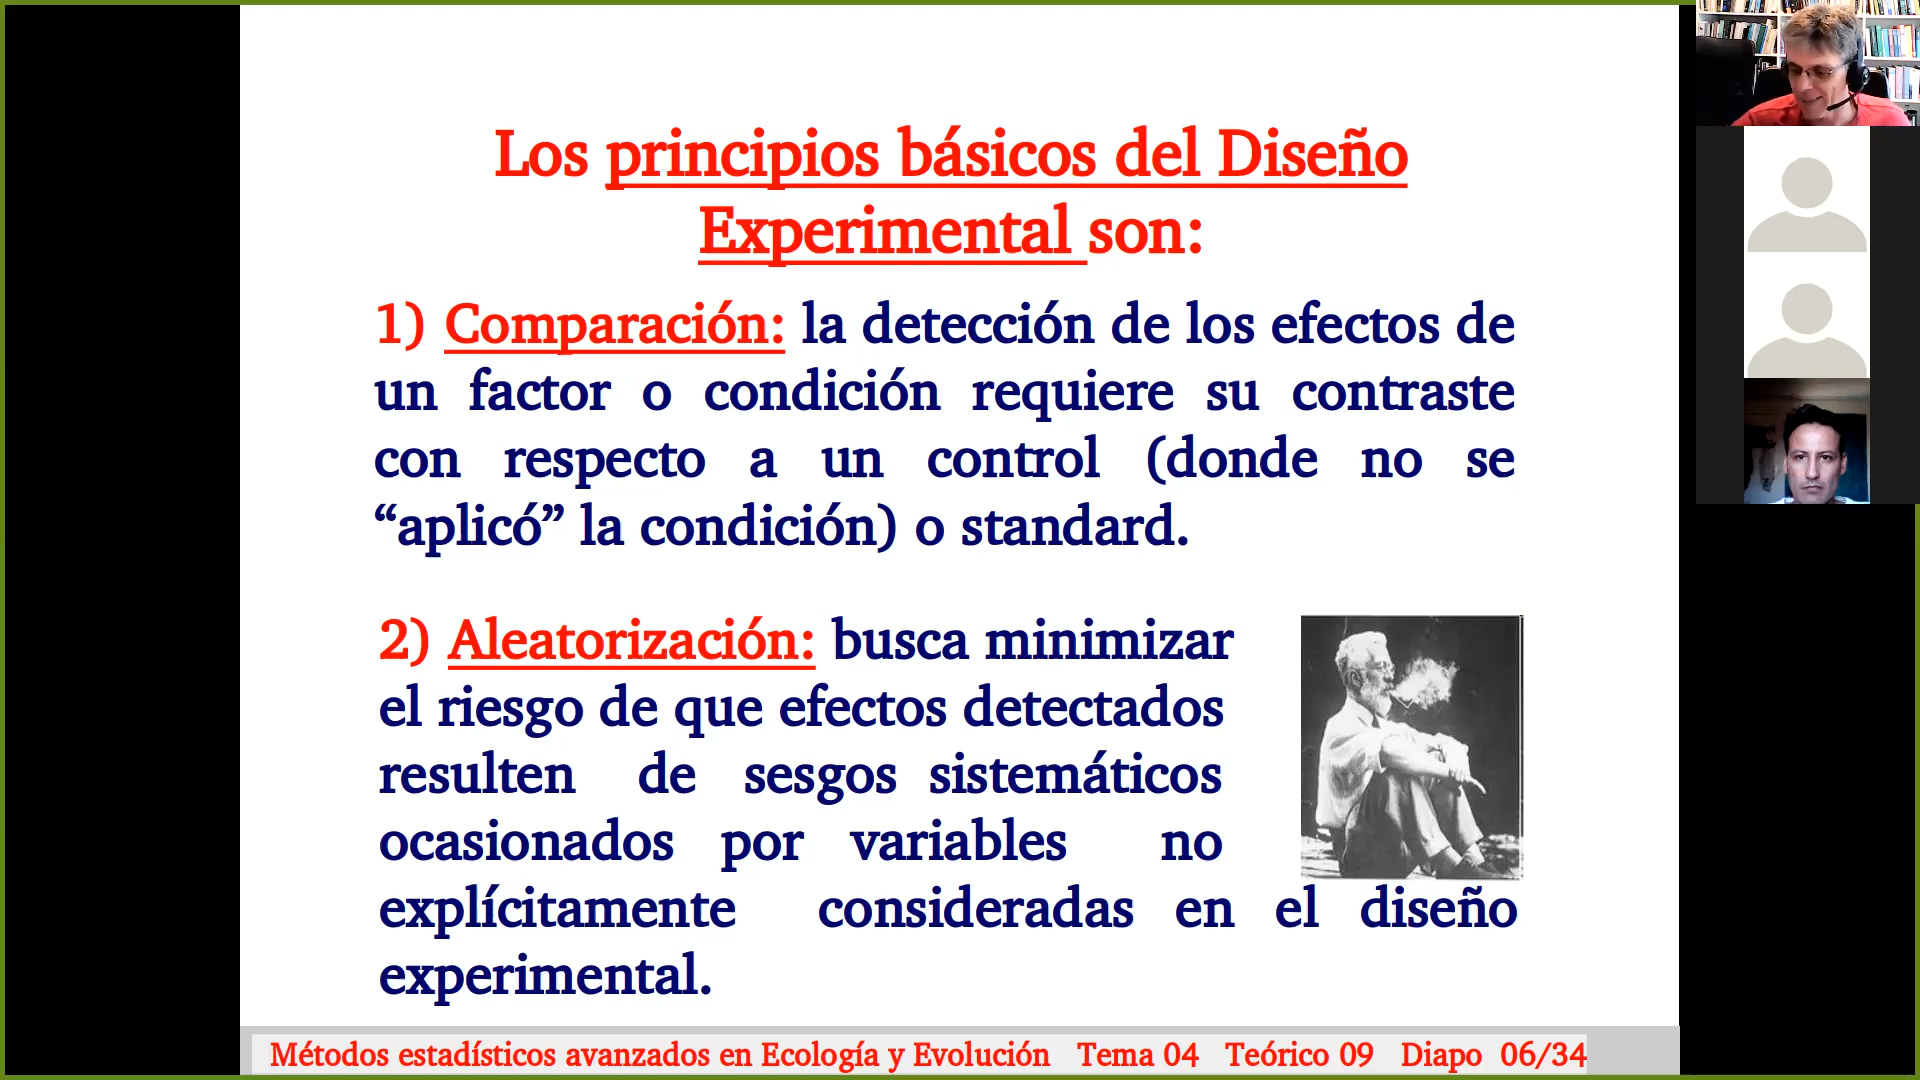 Los principios básicos del Diseño
Experimental son:
1) Comparación: la detección de los efectos de
un factor o condición requiere su contraste
con respecto a un control (donde no se
“aplicó” la condición) o standard.
2) Aleatorización: busca minimizar
el riesgo de que efectos detectados
resulten de sesgos sistemáticos
ocasionados por variables no
explícitamente consideradas en el diseño
experimental.
Métodos estadísticos avanzados en Ecología y Evolución Tema 04 Teórico 09 Diapo 06/34